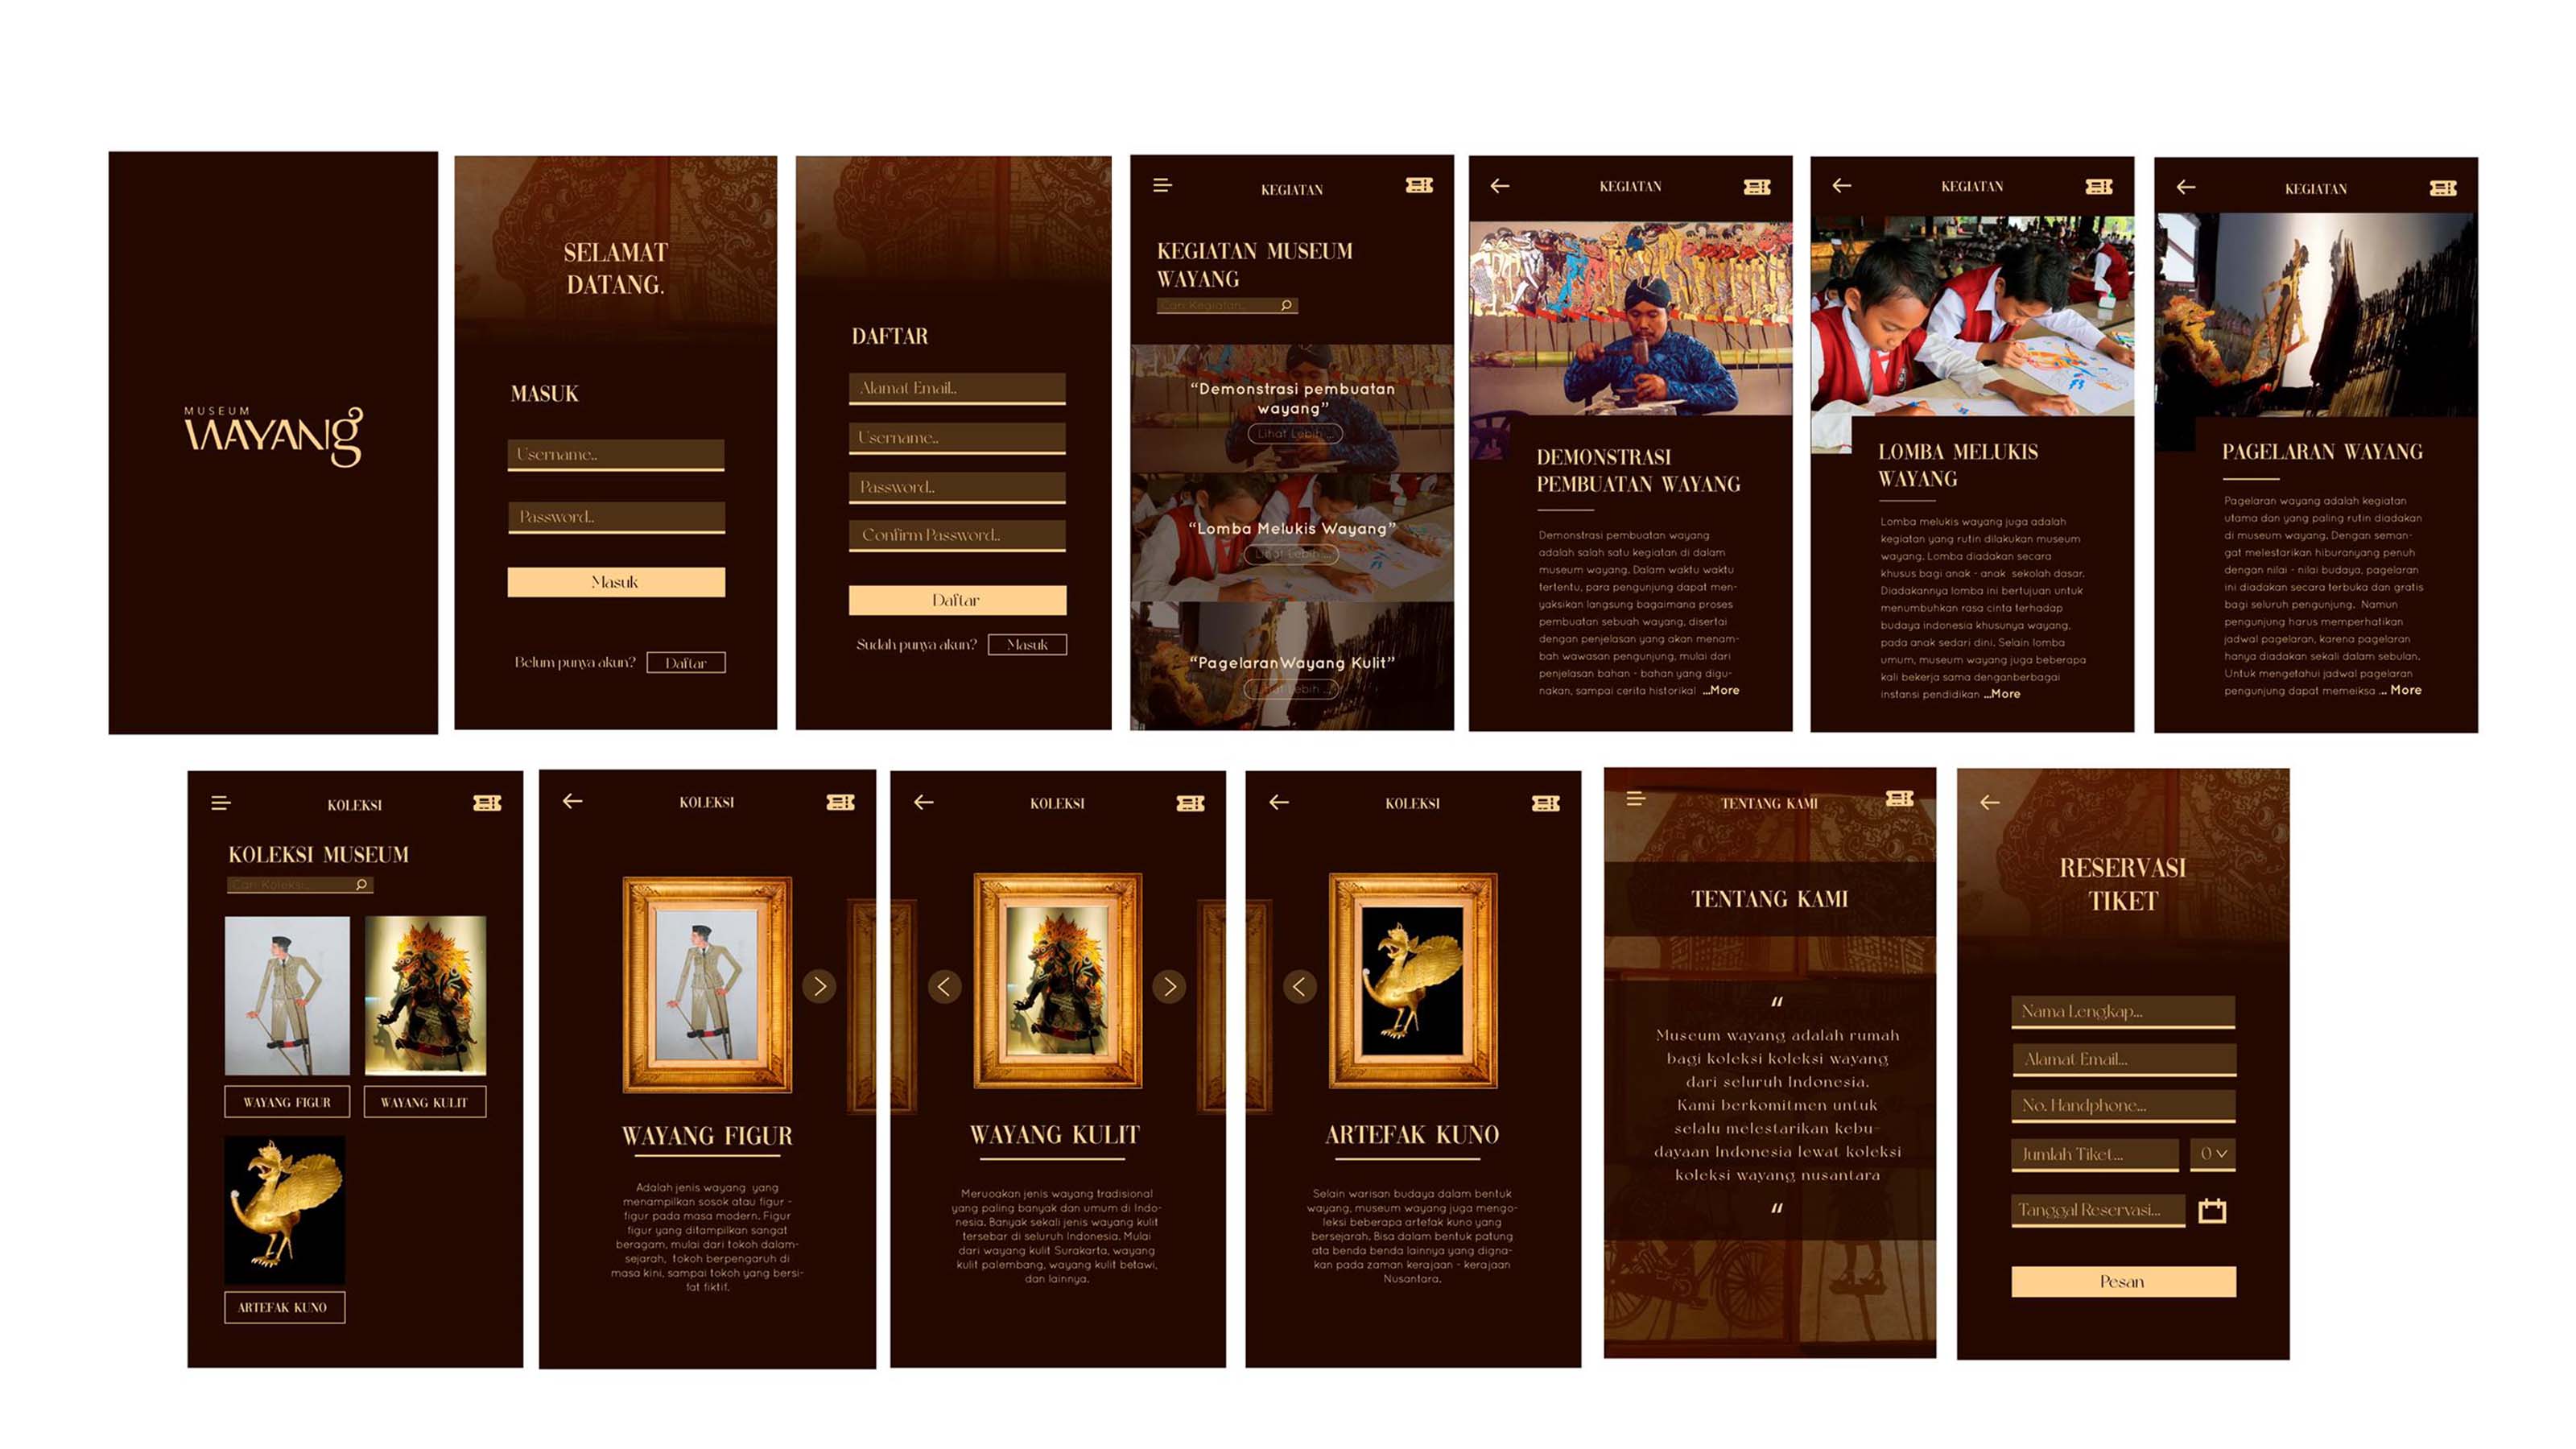 MUSEUM
WAYANg
SELAMAT
DATANG.
MASUK
Username..
Password..
Masuk
Belum punya akun? Daftar
DAFTAR
Alamat Email..
Username..
Password..
Confirm Password..
Daftar
Sudah punya akun? Masuk
KEGIATAN
KEGIATAN MUSEUM
WAYANG
Cari Kegiatan..
“Demonstrasi pembuatan
wayang”
Lihat Lebih ...
“Lomba Melukis Wayang”
Lihat Lebih ...
“PagelaranWayang Kulit”
Lihat Lebih ...
KEGIATAN
DEMONSTRASI
PEMBUATAN WAYANG
Demonstrasi pembuatan wayang
adalah salah satu kegiatan di dalam
museum wayang. Dalam waktu waktu
tertentu, para pengunjung dapat men-
yaksikan langsung bagaimana proses
pembuatan sebuah wayang, disertai
dengan penjelasan yang akan menam-
bah wawasan pengunjung, mulai dari
penjelasan bahan - bahan yang digu-
nakan, sampai cerita historikal ...More
KEGIATAN
LOMBA MELUKIS
WAYANG
Lomba melukis wayang juga adalah
kegiatan yang rutin dilakukan museum
wayang. Lomba diadakan secara
khusus bagi anak - anak sekolah dasar.
Diadakannya lomba ini bertujuan untuk
menumbuhkan rasa cinta terhadap
budaya indonesia khusunya wayang,
pada anak sedari dini. Selain lomba
umum, museum wayang juga beberapa
kali bekerja sama denganberbagai
instansi pendidikan ...More
KEGIATAN
PAGELARAN WAYANG
Pagelaran wayang adalah kegiatan
utama dan yang paling rutin diadakan
di museum wayang. Dengan seman-
gat melestarikan hiburanyang penuh
dengan nilai - nilai budaya, pagelaran
ini diadakan secara terbuka dan gratis
bagi seluruh pengunjung. Namun
pengunjung harus memperhatikan
jadwal pagelaran, karena pagelaran
hanya diadakan sekali dalam sebulan.
Untuk mengetahui jadwal pagelaran
pengunjung dapat memeiksa ... More
KOLEKSI
KOLEKSI MUSEUM
Cari Koleksi..
WAYANG FIGUR
WAYANG KULIT
ARTEFAK KUNO
KOLEKSI
WAYANG FIGUR
Adalah jenis wayang yang
menampilkan sosok atau figur -
figur pada masa modern. Figur
figur yang ditampilkan sangat
beragam, mulai dari tokoh dalam-
sejarah, tokoh berpengaruh di
masa kini, sampai tokoh yang bersi-
fat fiktif.
KOLEKSI
WAYANG KULIT
Meruoakan jenis wayang tradisional
yang paling banyak dan umum di Indo-
nesia. Banyak sekali jenis wayang kulit
tersebar di seluruh Indonesia. Mulai
dari wayang kulit Surakarta, wayang
kulit palembang, wayang kulit betawi,
dan lainnya.
KOLEKSI
ARTEFAK KUNO
Selain warisan budaya dalam bentuk
wayang, museum wayang juga mengo-
leksi beberapa artefak kuno yang
bersejarah. Bisa dalam bentuk patung
ata benda benda lainnya yang digna-
kan pada zaman kerajaan - kerajaan
Nusantara.
TENTANG KAMI
TENTANG KAMI
"
Museum wayang adalah rumah
bagi koleksi koleksi wayang
dari seluruh Indonesia.
Kami berkomitmen untuk
selalu melestarikan kebu-
dayaan Indonesia lewat koleksi
koleksi wayang nusantara
"
RESERVASI
TIKET
Nama Lengkap...
Alamat Email...
No. Handphone...
Jumlah Tiket... 0
Tanggal Reservasi...
Pesan